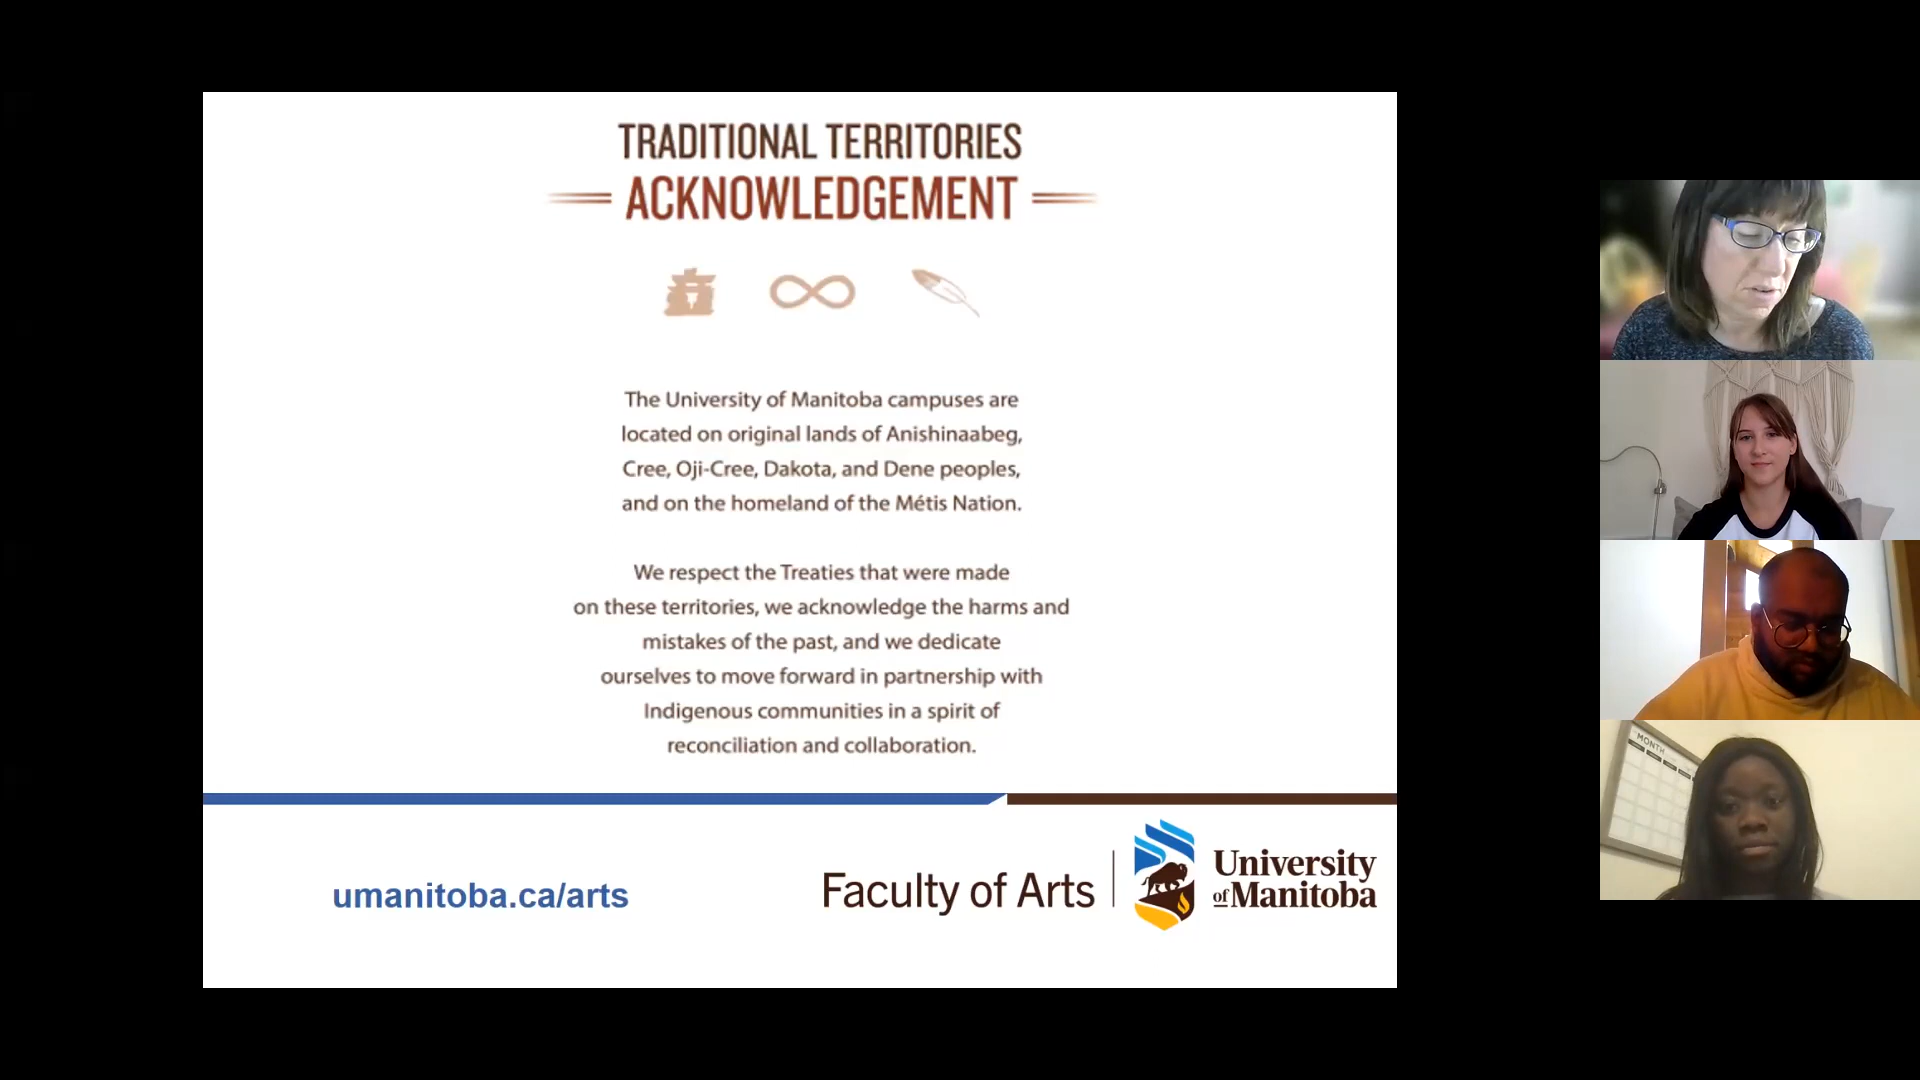 TRADITIONAL TERRITORIES
ACKNOWLEDGEMENT
The University of Manitoba campuses are
located on original lands of Anishinaabeg,
Cree, Oji-Cree, Dakota, and Dene peoples,
and on the homeland of the Métis Nation.
We respect the Treaties that were made
on these territories, we acknowledge the harms and
mistakes of the past, and we dedicate
ourselves to move forward in partnership with
Indigenous communities in a spirit of
reconciliation and collaboration.
umanitoba.ca/arts
Faculty of Arts
University
of Manitoba
MONTH